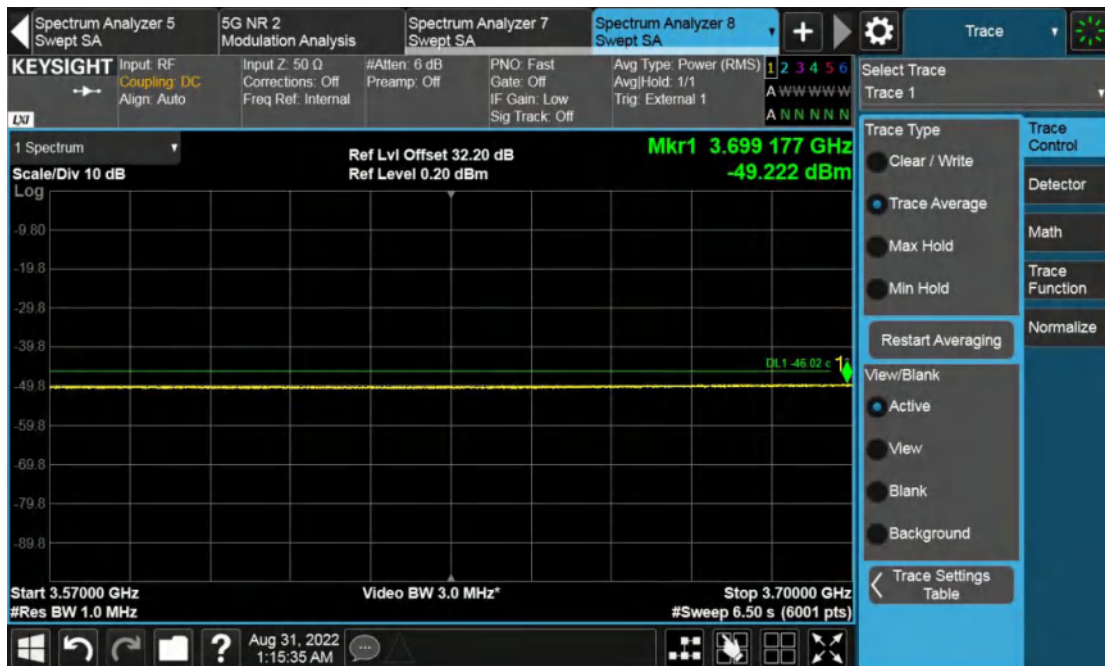 Spectrum Analyzer 5
Swept SA
5G NR 2
Modulation Analysis
Spectrum Analyzer 7
Swept SA
Spectrum Analyzer 8
Swept SA
+
Trace
KEYSIGHT
LXI
Input: RF
Coupling: DC
Align: Auto
Input Z: 50 Ω
Corrections: Off
Freq Ref: Internal
#Atten: 6 dB
Preamp: Off
PNO: Fast
Gate: Off
IF Gain: Low
Sig Track: Off
Avg Type: Power (RMS)
Avg|Hold: 1/1
Trig: External 1
1 2 3 4 5 6
A W W W W W
A N N N N N
Select Trace
Trace 1
1 Spectrum
Scale/Div 10 dB
Log
Ref Lvl Offset 32.20 dB
Ref Level 0.20 dBm
Mkr1 3.699 177 GHz
-49.222 dBm
-9.80
-19.8
-29.8
-39.8
-49.8
-59.8
-69.8
-79.8
-89.8
DL1 -46.02 c
1
Start 3.57000 GHz
#Res BW 1.0 MHz
Video BW 3.0 MHz*
Stop 3.70000 GHz
#Sweep 6.50 s (6001 pts)
Trace Type
Clear / Write
Trace Average
Max Hold
Min Hold
Restart Averaging
View/Blank
Active
View
Blank
Background
Trace Settings
Table
Trace
Control
Detector
Math
Trace
Function
Normalize
?
Aug 31, 2022
1:15:35 AM